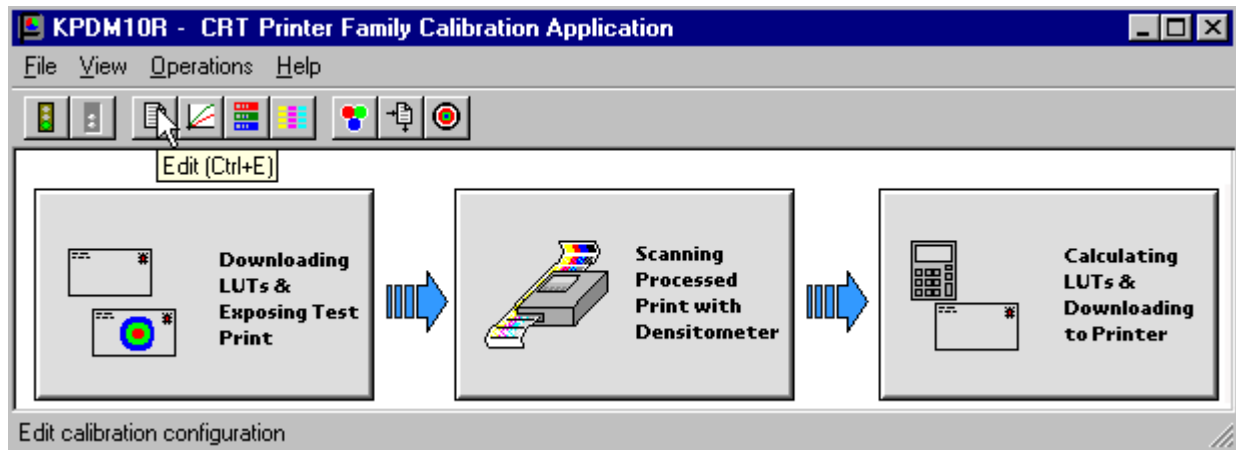 KPDM10R - CRT Printer Family Calibration Application
File View Operations Help
Edit (Ctrl+E)
Downloading
LUTs &
Exposing Test
Print
Scanning
Processed
Print with
Densitometer
Calculating
LUTs &
Downloading
to Printer
Edit calibration configuration